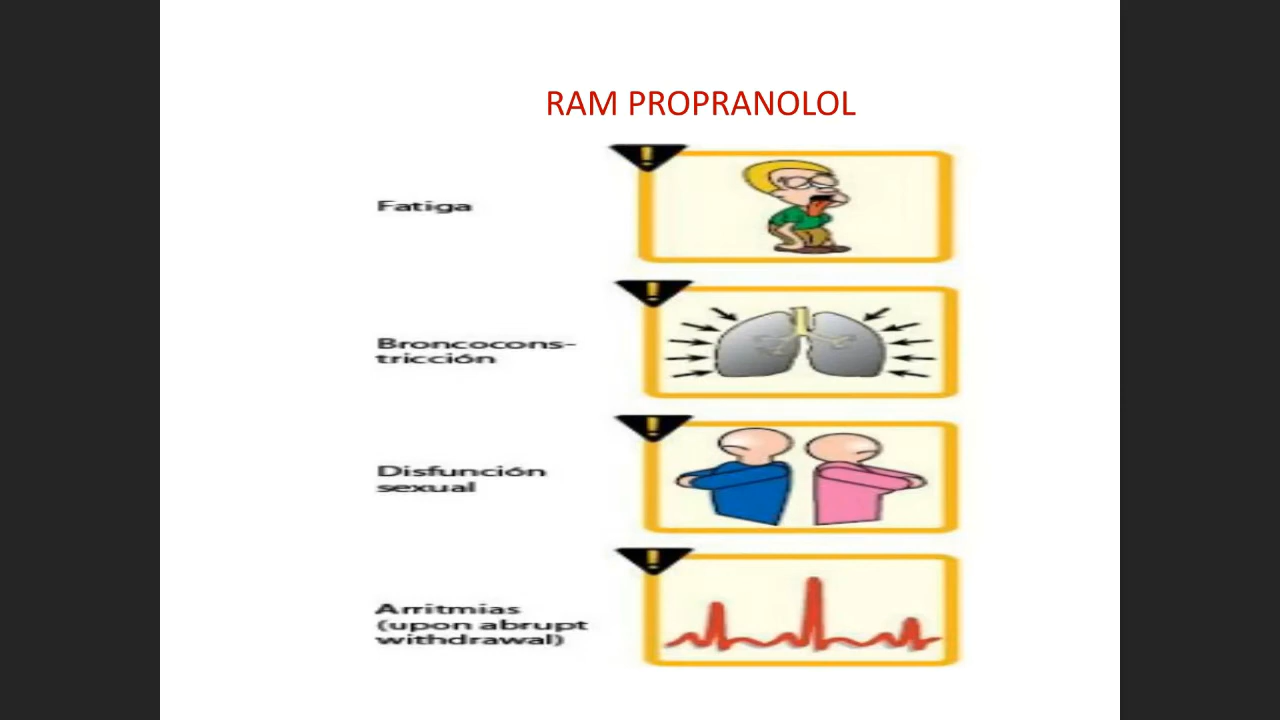 RAM PROPRANOLOL
Fatiga
Broncocons-
tricción
Disfunción
sexual
Arritmias
(upon abrupt
withdrawal)